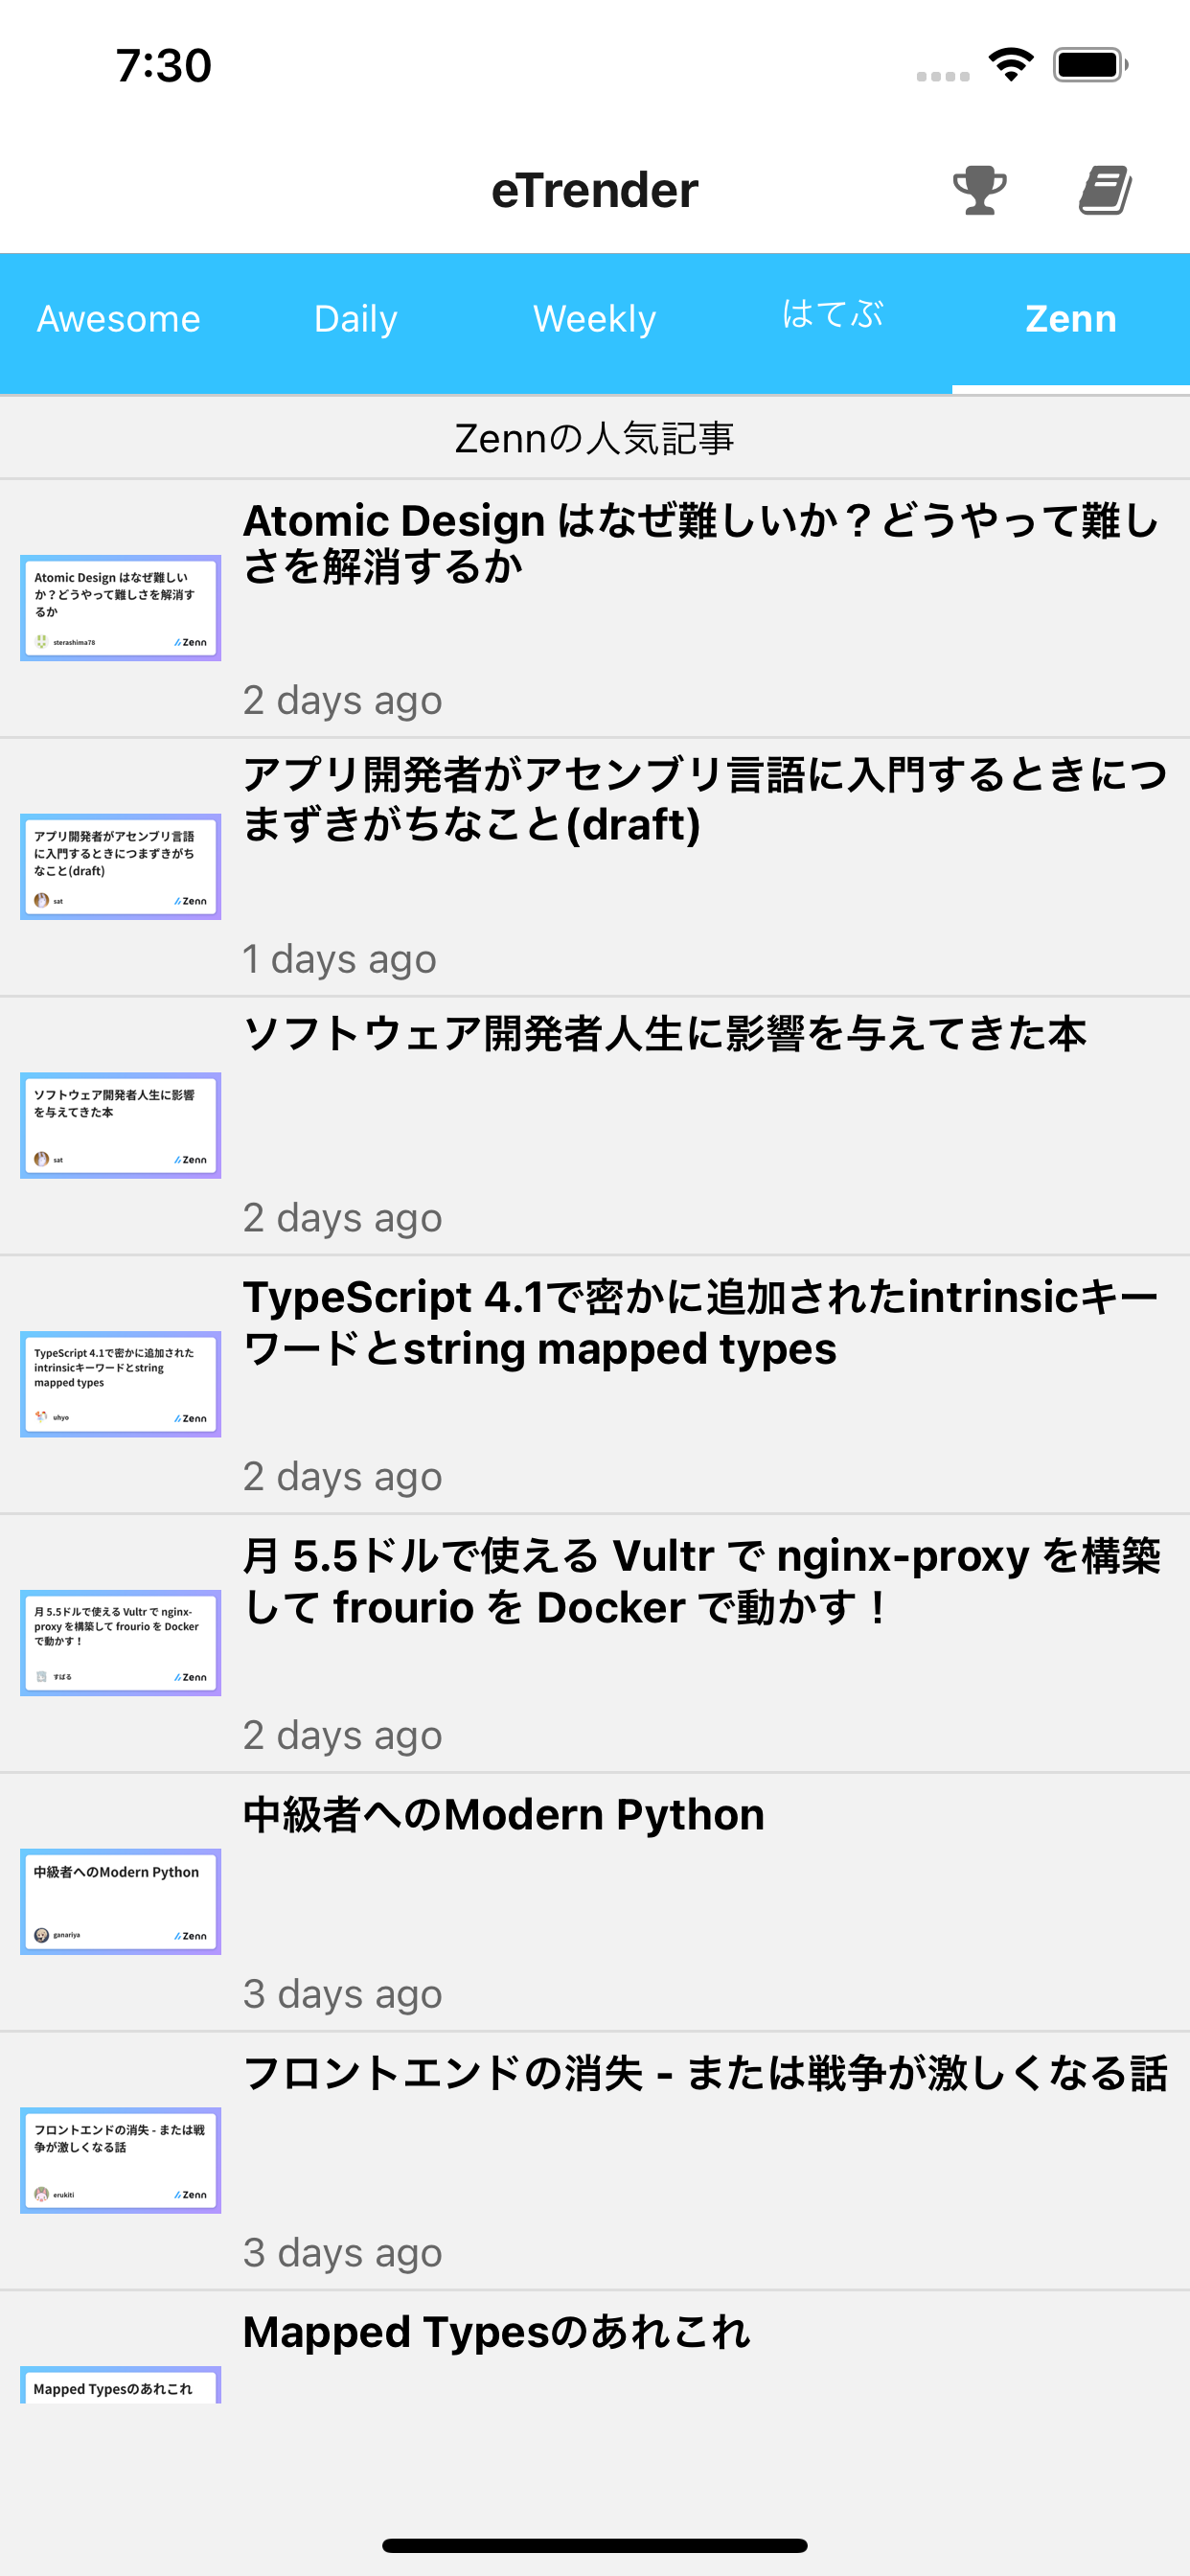 7:30
eTrender
Awesome
Daily
Weekly
はてぶ
Zenn
Zennの人気記事
Atomic Design はなぜ難しいか？どうやって難し
さを解消するか
Atomic Design はなぜ難しい
か？どうやって難しさを解消す
るか
sterashima78
Zenn
2 days ago
アプリ開発者がアセンブリ言語に入門するときにつ
まずきがちなこと(draft)
アプリ開発者がアセンブリ言語
に入門するときにつまずきがち
なこと(draft)
sat
Zenn
1 days ago
ソフトウェア開発者人生に影響を与えてきた本
ソフトウェア開発者人生に影響
を与えてきた本
sat
Zenn
2 days ago
TypeScript 4.1で密かに追加されたintrinsicキー
ワードとstring mapped types
TypeScript 4.1で密かに追加された
intrinsicキーワードとstring
mapped types
uhyo
Zenn
2 days ago
月 5.5ドルで使える Vultr で nginx-proxy を構築
して frourio を Docker で動かす！
月 5.5ドルで使える Vultr で nginx-
proxy を構築して frourio を Docker
で動かす！
すばる
Zenn
2 days ago
中級者へのModern Python
中級者へのModern Python
ganariya
Zenn
3 days ago
フロントエンドの消失 - または戦争が激しくなる話
フロントエンドの消失 - または戦
争が激しくなる話
erukiti
Zenn
3 days ago
Mapped Typesのあれこれ
Mapped Typesのあれこれ